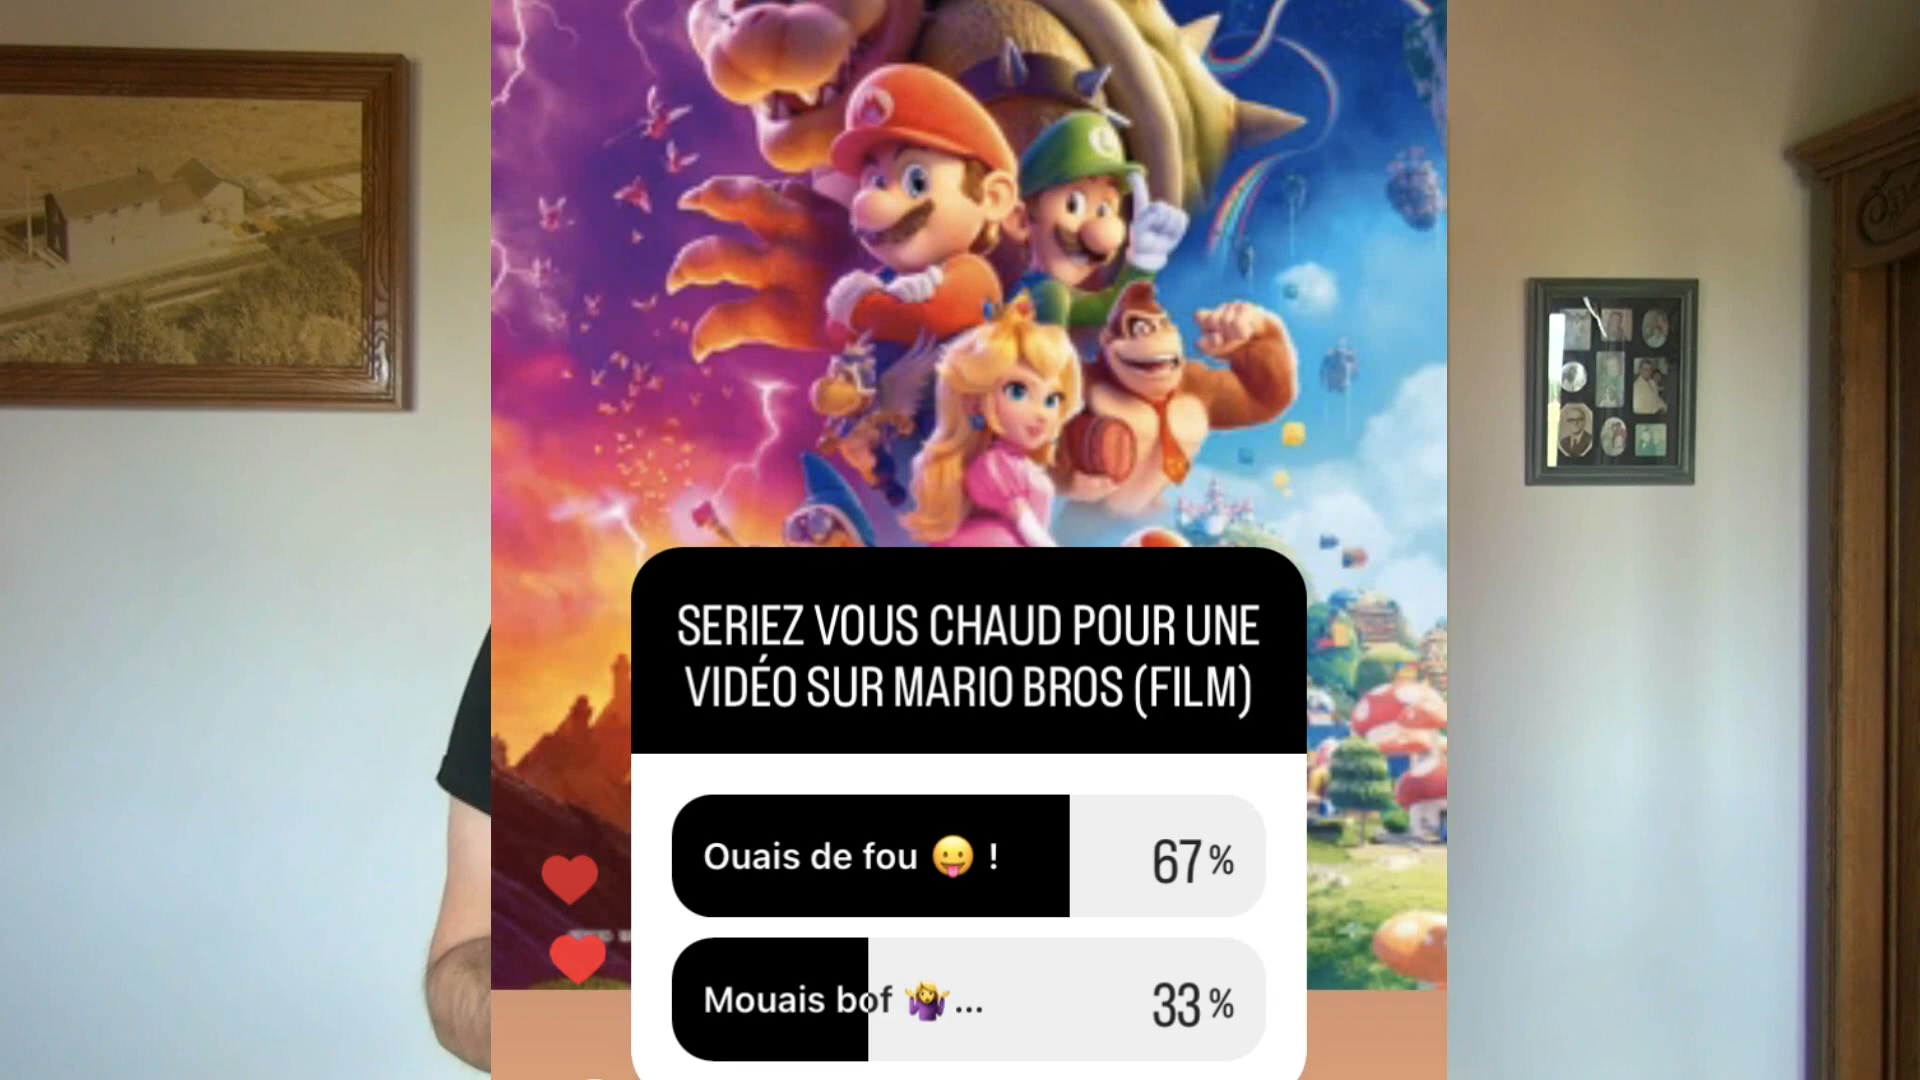 SERIEZ VOUS CHAUD POUR UNE
VIDÉO SUR MARIO BROS (FILM)
Ouais de fou 😛 !
67%
Mouais bof 🤷‍♀️...
33%